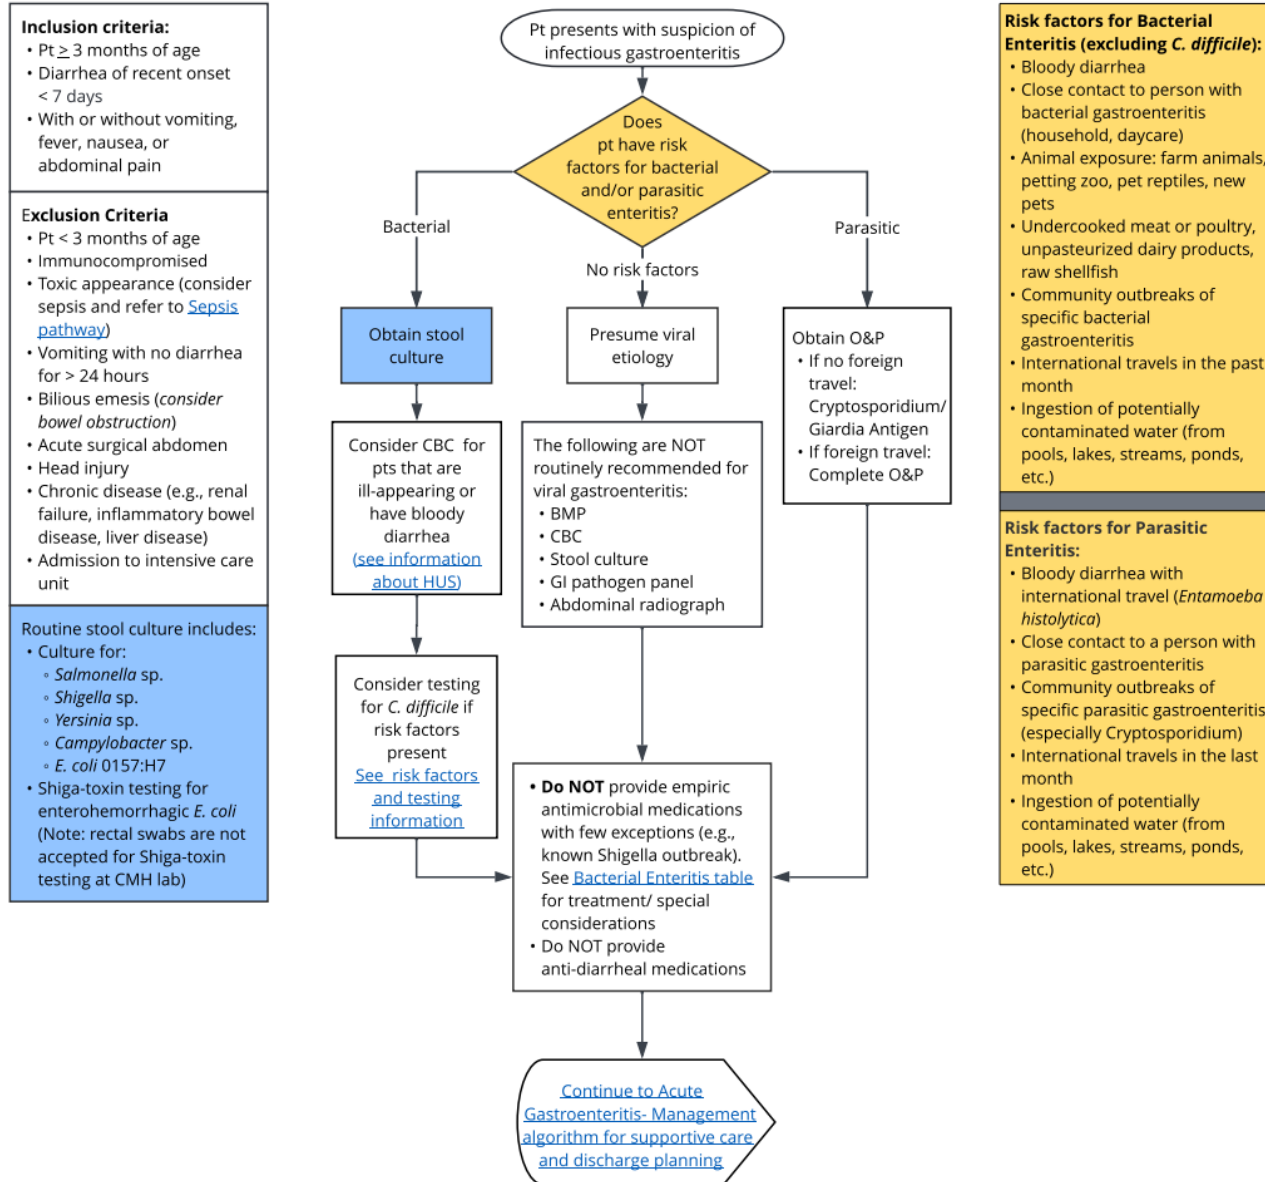 Inclusion criteria:
• Pt ≥ 3 months of age
• Diarrhea of recent onset
< 7 days
• With or without vomiting,
fever, nausea, or
abdominal pain
Exclusion Criteria
• Pt < 3 months of age
• Immunocompromised
• Toxic appearance (consider
sepsis and refer to Sepsis
pathway)
• Vomiting with no diarrhea
for > 24 hours
• Bilious emesis (consider
bowel obstruction)
• Acute surgical abdomen
• Head injury
• Chronic disease (e.g., renal
failure, inflammatory bowel
disease, liver disease)
• Admission to intensive care
unit
Routine stool culture includes:
• Culture for:
◦ Salmonella sp.
◦ Shigella sp.
◦ Yersinia sp.
◦ Campylobacter sp.
◦ E. coli 0157:H7
• Shiga-toxin testing for
enterohemorrhagic E. coli
(Note: rectal swabs are not
accepted for Shiga-toxin
testing at CMH lab)
Pt presents with suspicion of
infectious gastroenteritis
Does
pt have risk
factors for bacterial
and/or parasitic
enteritis?
Bacterial
No risk factors
Parasitic
Obtain stool
culture
Consider CBC for
pts that are
ill-appearing or
have bloody
diarrhea
(see information
about HUS)
Consider testing
for C. difficile if
risk factors
present
See risk factors
and testing
information
Presume viral
etiology
The following are NOT
routinely recommended for
viral gastroenteritis:
• BMP
• CBC
• Stool culture
• GI pathogen panel
• Abdominal radiograph
Obtain O&P
• If no foreign
travel:
Cryptosporidium/
Giardia Antigen
• If foreign travel:
Complete O&P
• Do NOT provide empiric
antimicrobial medications
with few exceptions (e.g.,
known Shigella outbreak).
See Bacterial Enteritis table
for treatment/ special
considerations
• Do NOT provide
anti-diarrheal medications
Continue to Acute
Gastroenteritis- Management
algorithm for supportive care
and discharge planning
Risk factors for Bacterial
Enteritis (excluding C. difficile):
• Bloody diarrhea
• Close contact to person with
bacterial gastroenteritis
(household, daycare)
• Animal exposure: farm animals,
petting zoo, pet reptiles, new
pets
• Undercooked meat or poultry,
unpasteurized dairy products,
raw shellfish
• Community outbreaks of
specific bacterial
gastroenteritis
• International travels in the past
month
• Ingestion of potentially
contaminated water (from
pools, lakes, streams, ponds,
etc.)
Risk factors for Parasitic
Enteritis:
• Bloody diarrhea with
international travel (Entamoeba
histolytica)
• Close contact to a person with
parasitic gastroenteritis
• Community outbreaks of
specific parasitic gastroenteritis
(especially Cryptosporidium)
• International travels in the last
month
• Ingestion of potentially
contaminated water (from
pools, lakes, streams, ponds,
etc.)